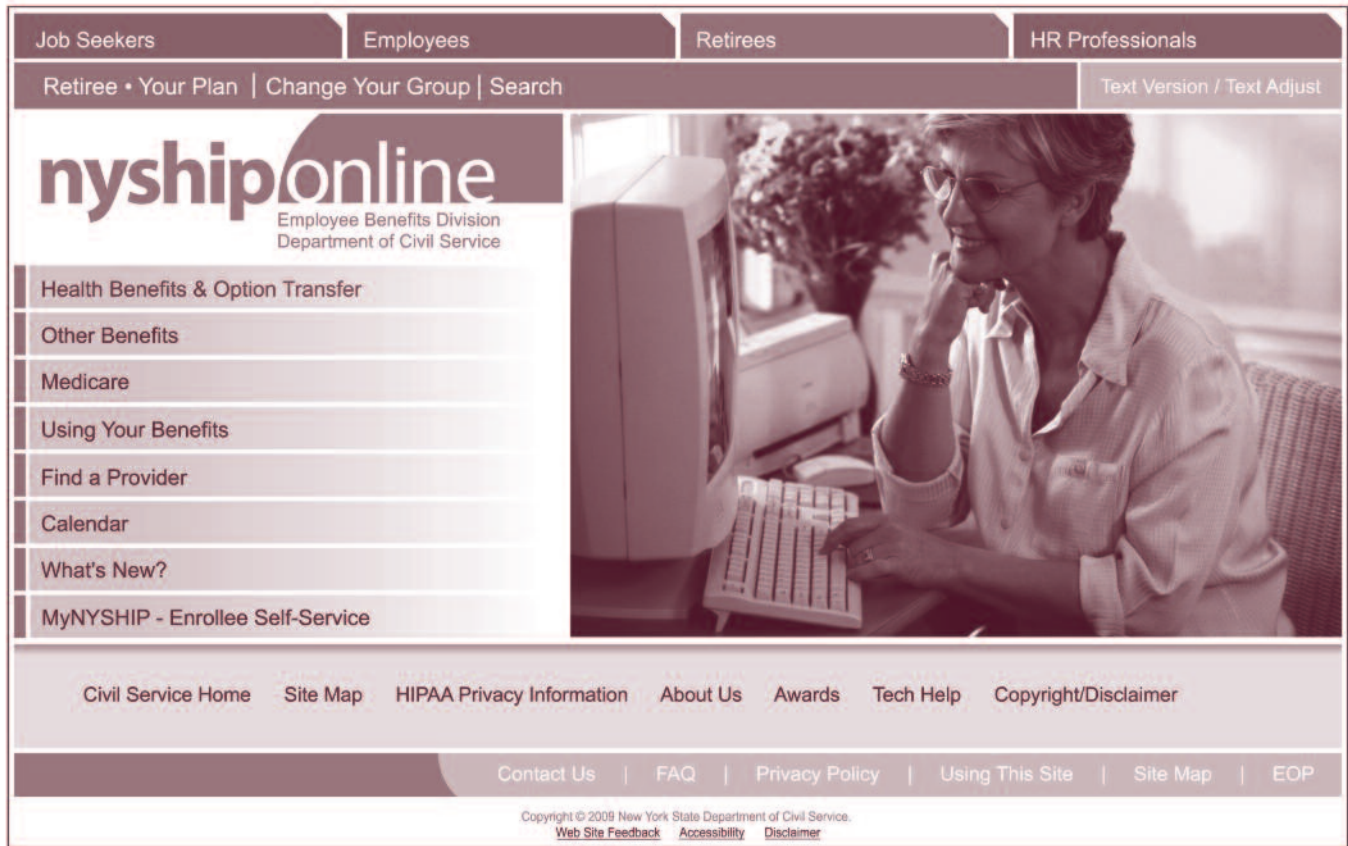 Job Seekers Employees Retirees HR Professionals
Retiree • Your Plan | Change Your Group | Search Text Version / Text Adjust
nyshiponline
Employee Benefits Division
Department of Civil Service
Health Benefits & Option Transfer
Other Benefits
Medicare
Using Your Benefits
Find a Provider
Calendar
What's New?
MyNYSHIP - Enrollee Self-Service
Civil Service Home Site Map HIPAA Privacy Information About Us Awards Tech Help Copyright/Disclaimer
Contact Us | FAQ | Privacy Policy | Using This Site | Site Map | EOP
Copyright © 2009 New York State Department of Civil Service.
Web Site Feedback Accessibility Disclaimer